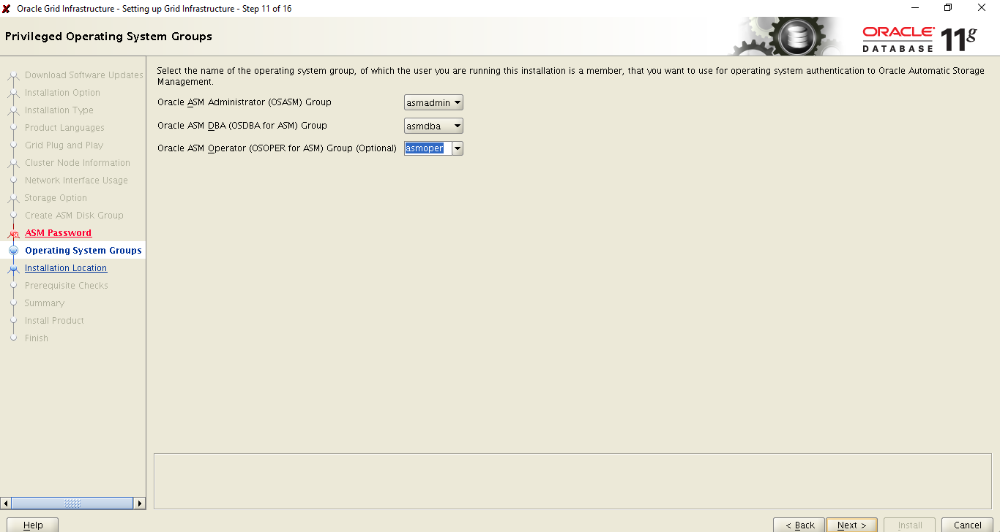 Oracle Grid Infrastructure - Setting up Grid Infrastructure - Step 11 of 16
Privileged Operating System Groups
ORACLE
DATABASE 11g
Download Software Updates
Installation Option
Installation Type
Product Languages
Grid Plug and Play
Cluster Node Information
Network Interface Usage
Storage Option
Create ASM Disk Group
ASM Password
Operating System Groups
Installation Location
Prerequisite Checks
Summary
Install Product
Finish
Select the name of the operating system group, of which the user you are running this installation is a member, that you want to use for operating system authentication to Oracle Automatic Storage
Management.
Oracle ASM Administrator (OSASM) Group asmadmin
Oracle ASM DBA (OSDBA for ASM) Group asmdba
Oracle ASM Operator (OSOPER for ASM) Group (Optional) asmoper
Help < Back Next > Install Cancel